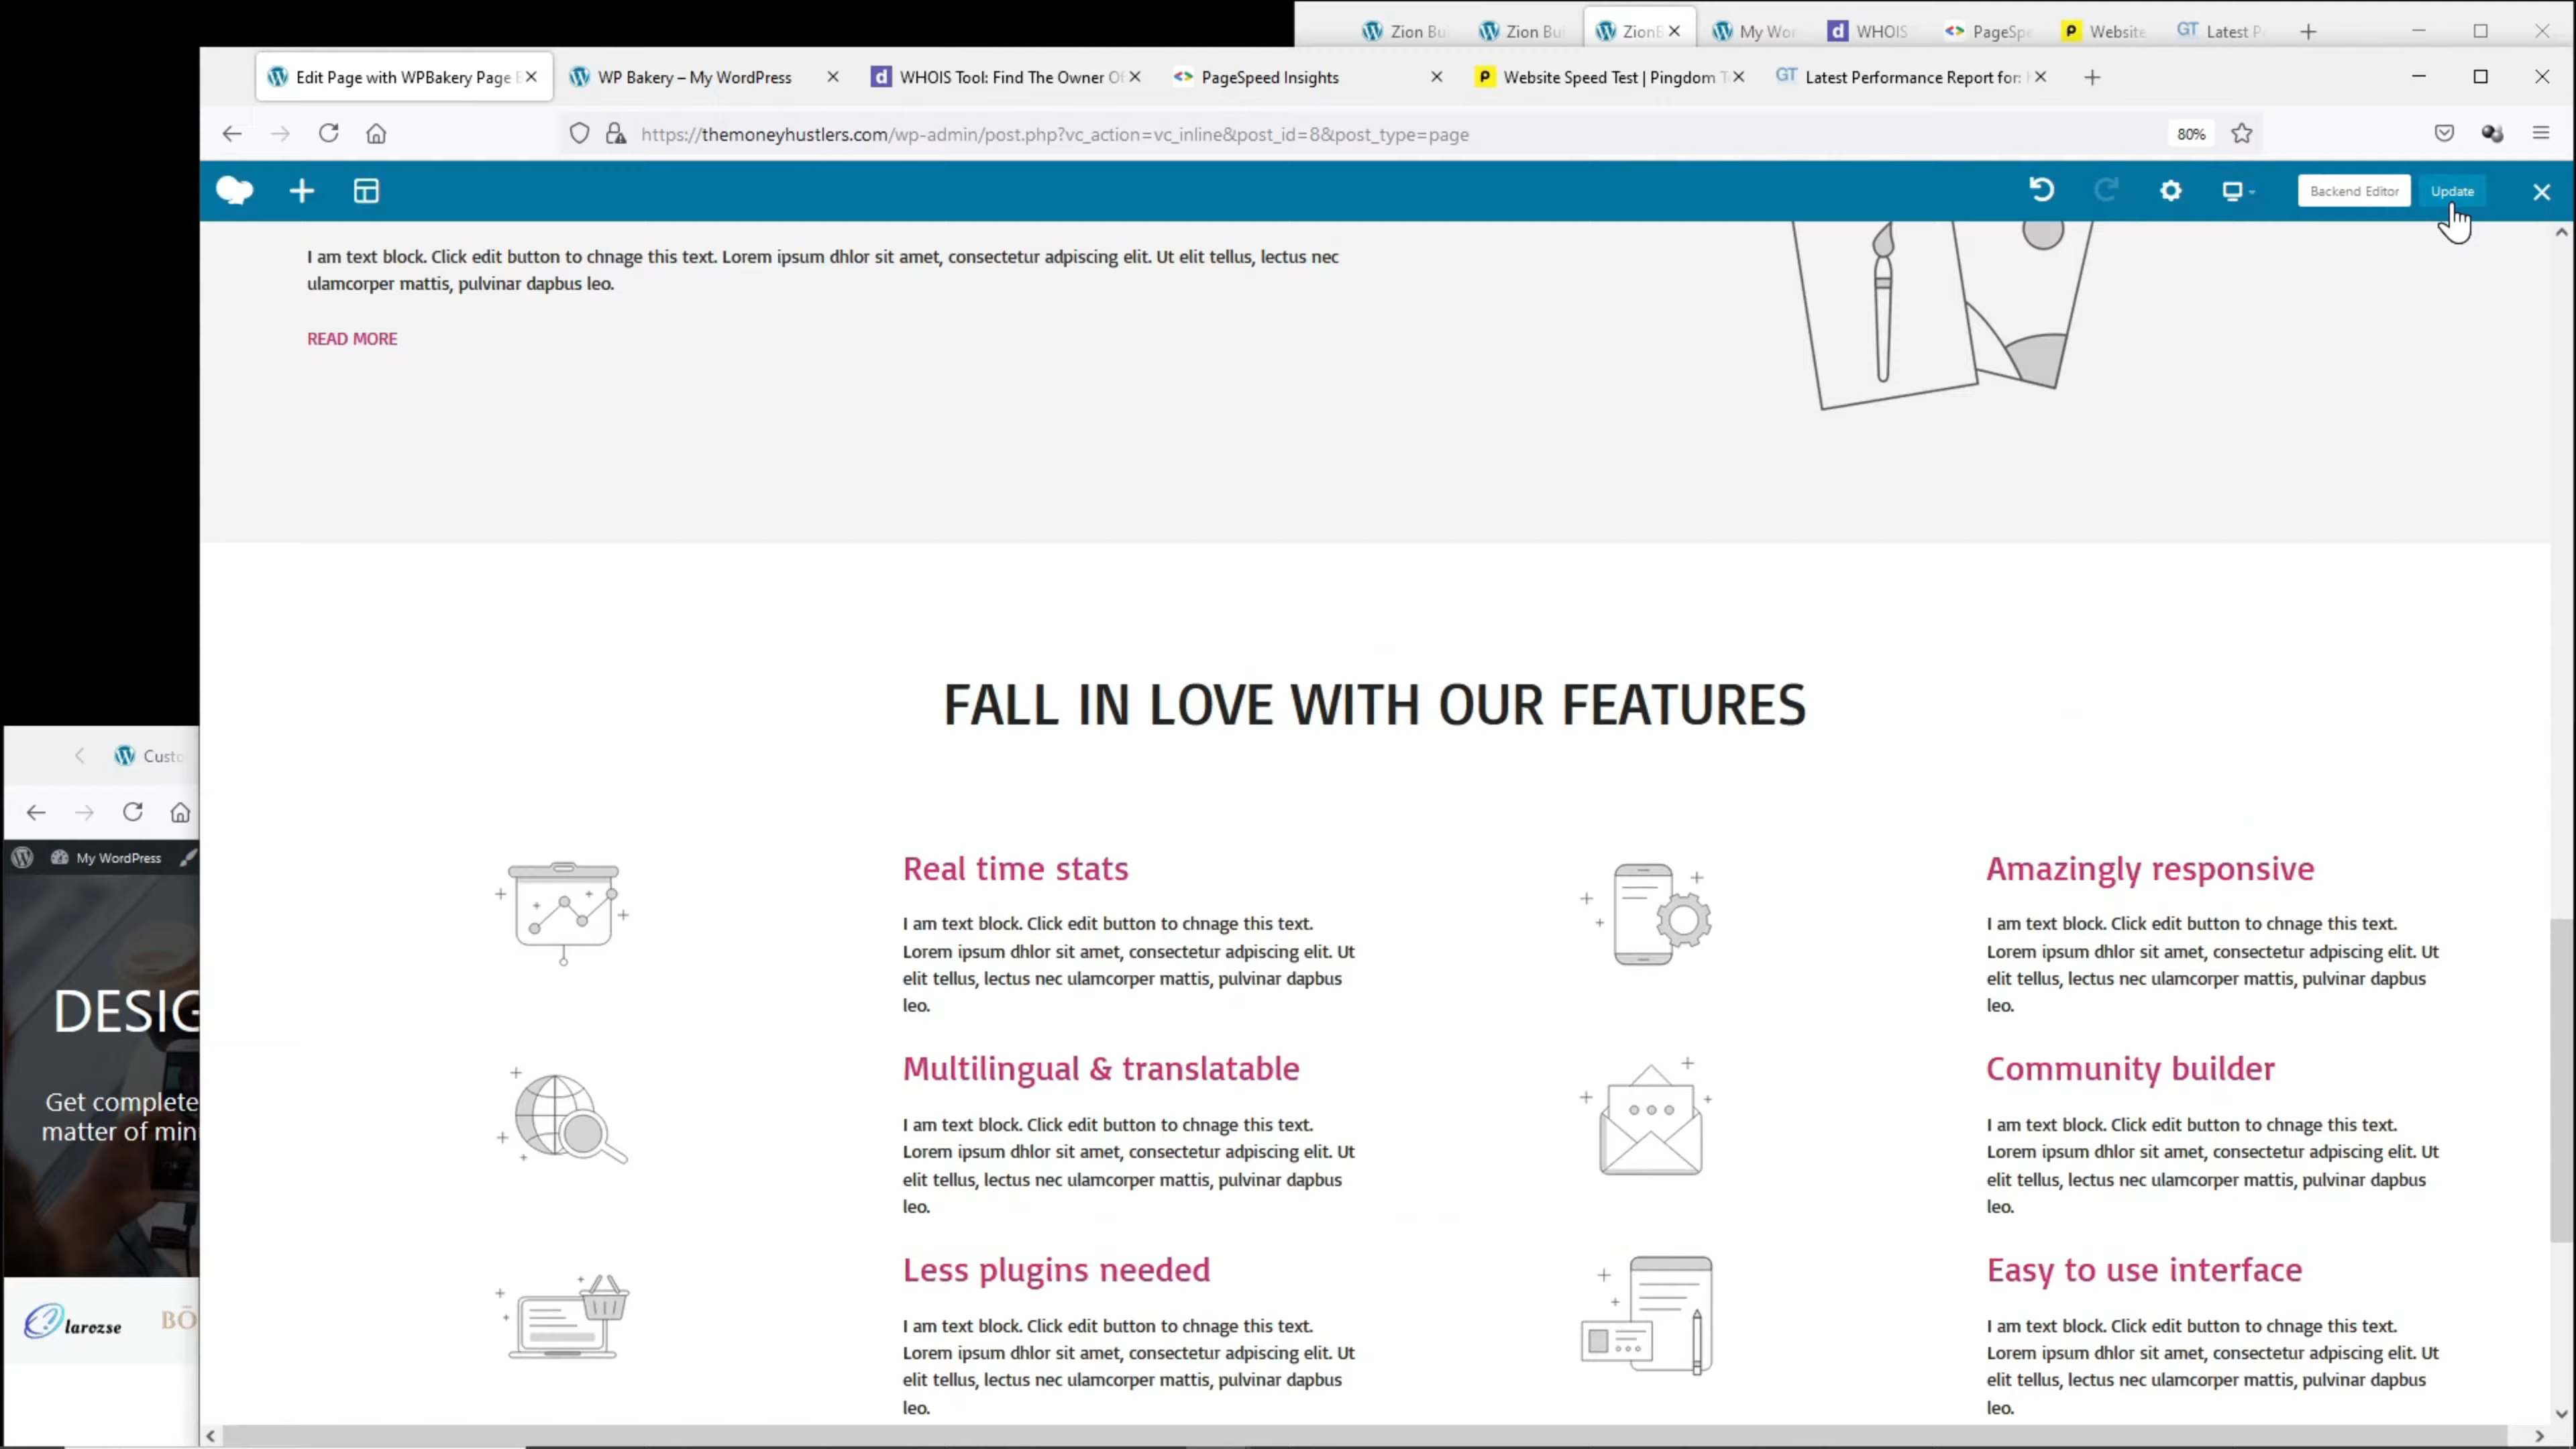 Zion Bu
Zion Bu
ZionB
My Wor
WHOIS
PageSpe
Website
GT Latest P
Edit Page with WPBakery Page E
WP Bakery – My WordPress
WHOIS Tool: Find The Owner Of
PageSpeed Insights
Website Speed Test | Pingdom T
GT Latest Performance Report for:
https://themoneyhustlers.com/wp-admin/post.php?vc_action=vc_inline&post_id=8&post_type=page
80%
Backend Editor
Update
I am text block. Click edit button to chnage this text. Lorem ipsum dhlor sit amet, consectetur adpiscing elit. Ut elit tellus, lectus nec
ulamcorper mattis, pulvinar dapbus leo.
READ MORE
FALL IN LOVE WITH OUR FEATURES
Real time stats
I am text block. Click edit button to chnage this text.
Lorem ipsum dhlor sit amet, consectetur adpiscing elit. Ut
elit tellus, lectus nec ulamcorper mattis, pulvinar dapbus
leo.
Amazingly responsive
I am text block. Click edit button to chnage this text.
Lorem ipsum dhlor sit amet, consectetur adpiscing elit. Ut
elit tellus, lectus nec ulamcorper mattis, pulvinar dapbus
leo.
Multilingual & translatable
I am text block. Click edit button to chnage this text.
Lorem ipsum dhlor sit amet, consectetur adpiscing elit. Ut
elit tellus, lectus nec ulamcorper mattis, pulvinar dapbus
leo.
Community builder
I am text block. Click edit button to chnage this text.
Lorem ipsum dhlor sit amet, consectetur adpiscing elit. Ut
elit tellus, lectus nec ulamcorper mattis, pulvinar dapbus
leo.
Less plugins needed
I am text block. Click edit button to chnage this text.
Lorem ipsum dhlor sit amet, consectetur adpiscing elit. Ut
elit tellus, lectus nec ulamcorper mattis, pulvinar dapbus
leo.
Easy to use interface
I am text block. Click edit button to chnage this text.
Lorem ipsum dhlor sit amet, consectetur adpiscing elit. Ut
elit tellus, lectus nec ulamcorper mattis, pulvinar dapbus
leo.
Custo
My WordPress
DESIG
Get complete
matter of min
larozse
BŌ